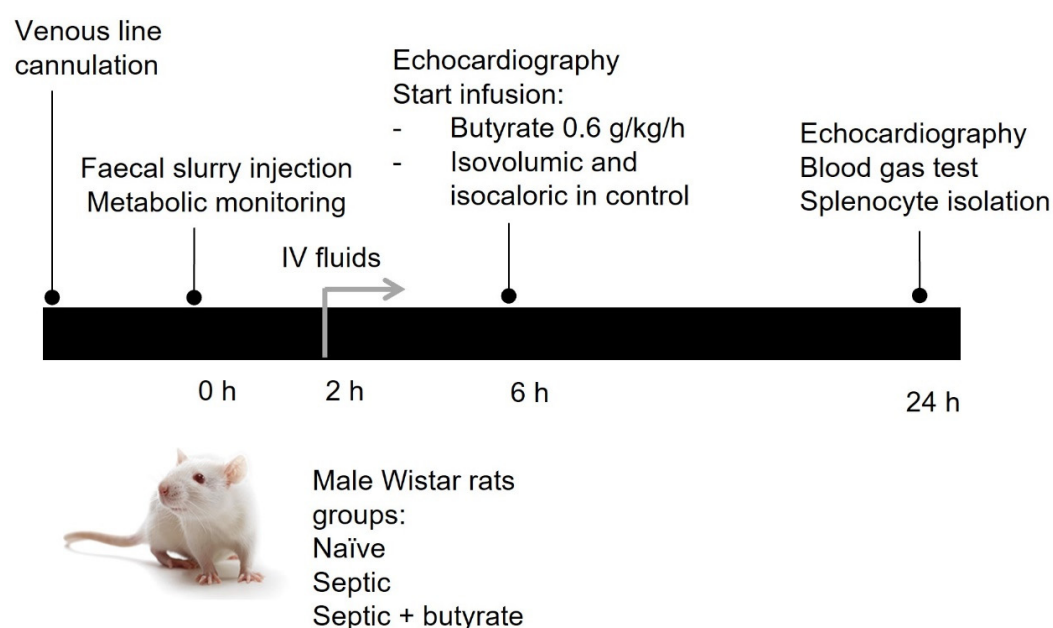 Venous line
cannulation
Faecal slurry injection
Metabolic monitoring
IV fluids
Echocardiography
Start infusion:
- Butyrate 0.6 g/kg/h
- Isovolumic and
isocaloric in control
Echocardiography
Blood gas test
Splenocyte isolation
0 h
2 h
6 h
24 h
Male Wistar rats
groups:
Naïve
Septic
Septic + butyrate